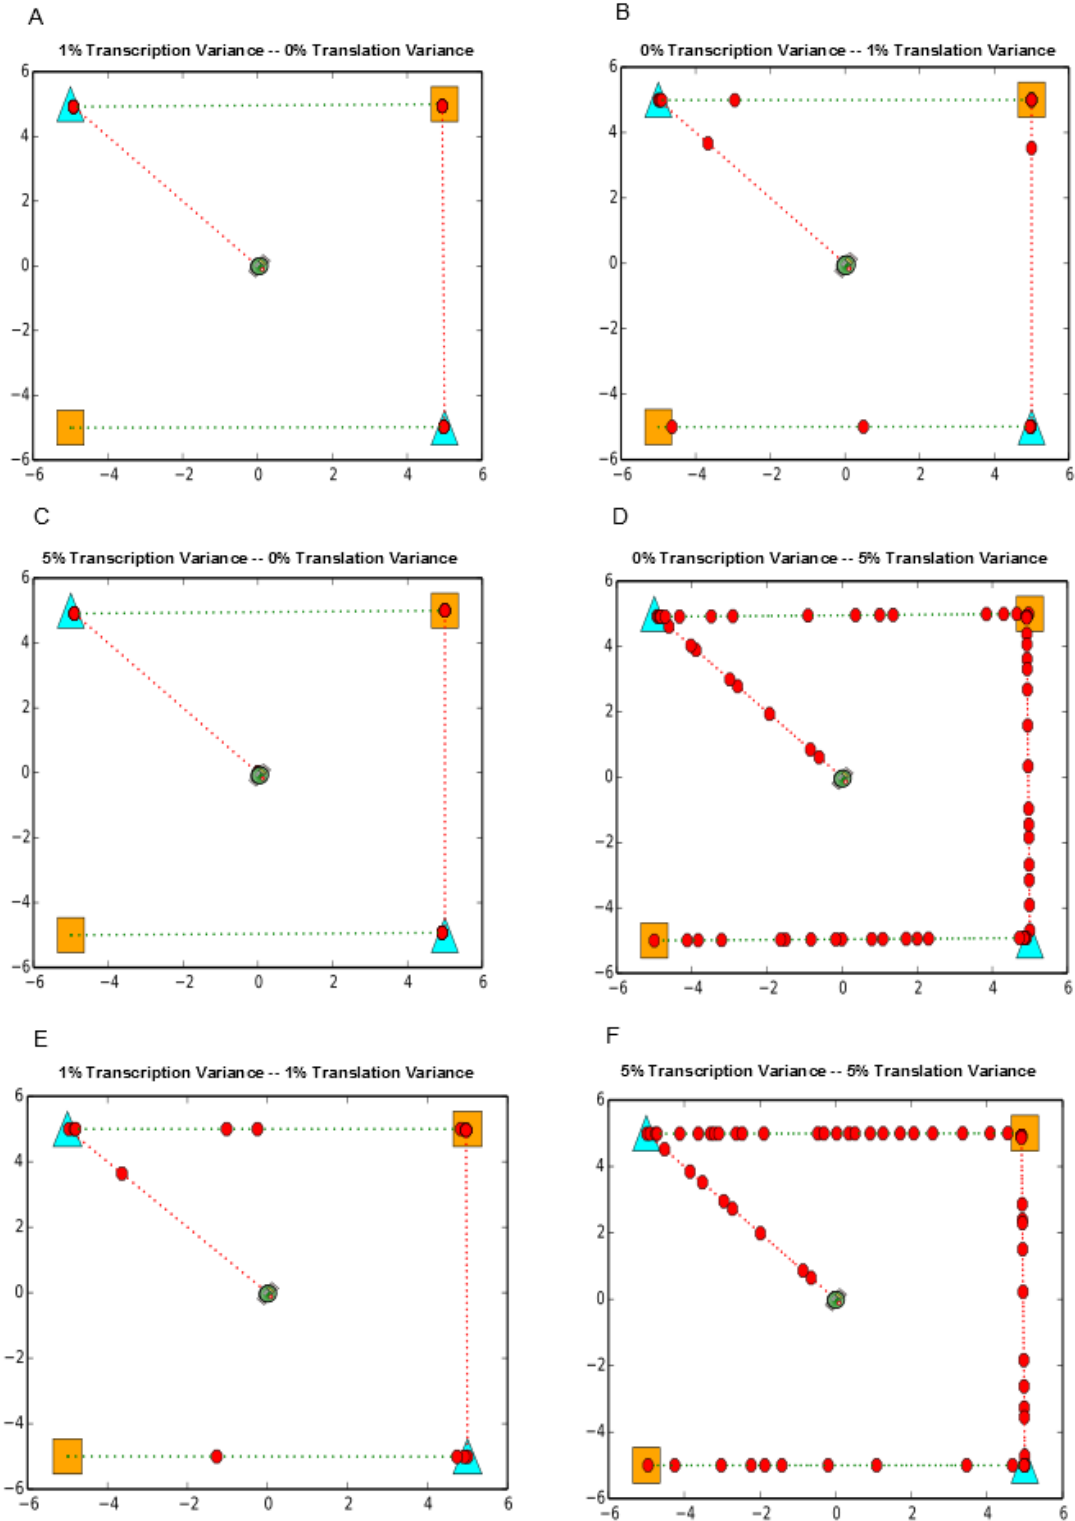 A
1% Transcription Variance -- 0% Translation Variance
6
4
2
0
−2
−4
−6
−6 −4 −2 0 2 4 6
B
0% Transcription Variance -- 1% Translation Variance
6
4
2
0
−2
−4
−6
−6 −4 −2 0 2 4 6
C
5% Transcription Variance -- 0% Translation Variance
6
4
2
0
−2
−4
−6
−6 −4 −2 0 2 4 6
D
0% Transcription Variance -- 5% Translation Variance
6
4
2
0
−2
−4
−6
−6 −4 −2 0 2 4 6
E
1% Transcription Variance -- 1% Translation Variance
6
4
2
0
−2
−4
−6
−6 −4 −2 0 2 4 6
F
5% Transcription Variance -- 5% Translation Variance
6
4
2
0
−2
−4
−6
−6 −4 −2 0 2 4 6